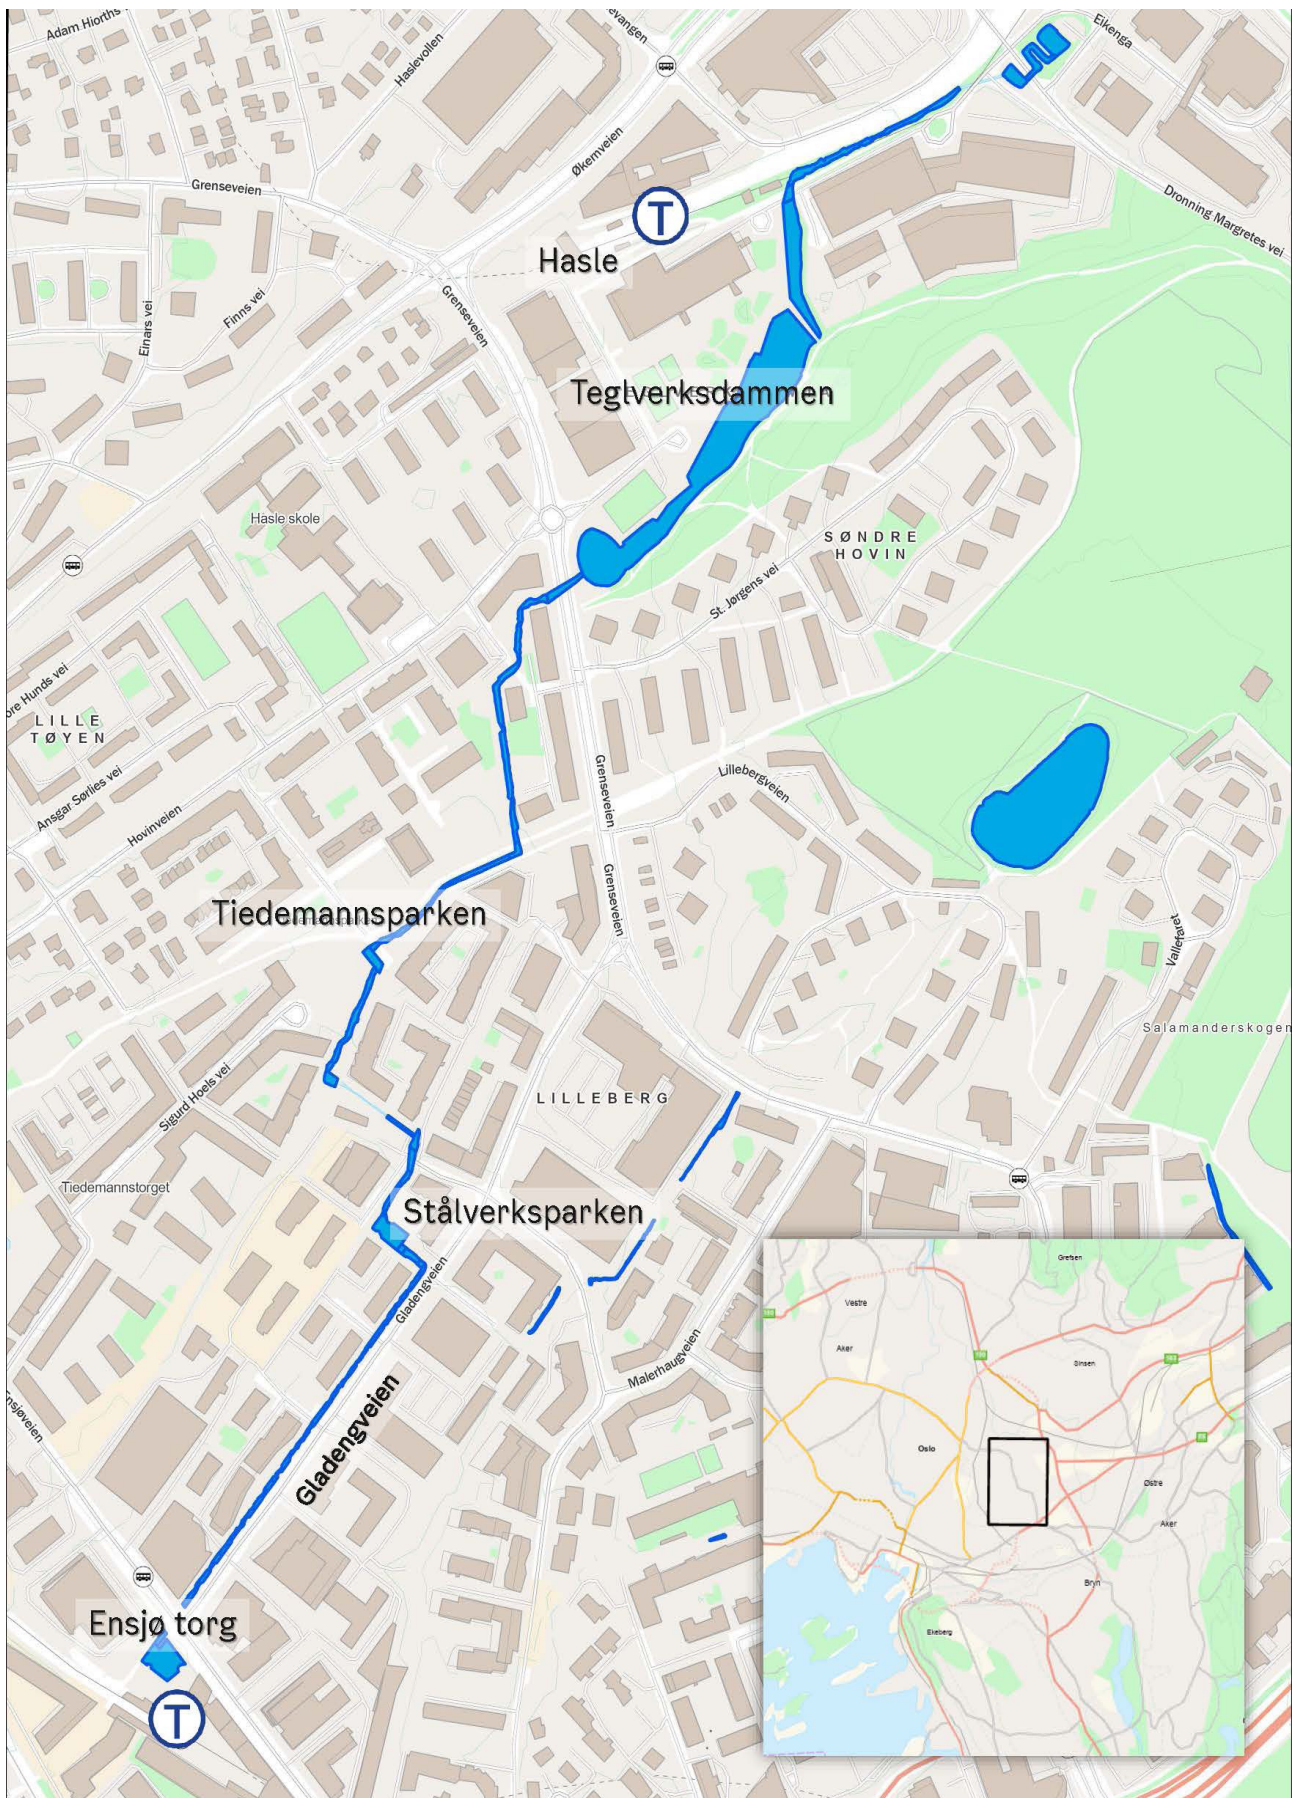 Adam Hiorths
Haslevollen
Økernveien
Eikenga
Grenseveien
T
Dronning Margretes vei
Hasle
Grenseveien
Finns vei
Einars vei
Teglverksdammen
Hasle skole
SØNDRE
HOVIN
St. Jørgens vei
ore Hunds vei
LILLE
TØYEN
Ansgar Sørlies vei
Hovinveien
Grenseveien
Lillebergveien
Grenseveien
Tiedemannsparken
Vallefaret
Salamanderskogen
Sigurd Hoels vei
LILLEBERG
Tiedemannstorget
Stålverksparken
Gladengveien
Malerhaugveien
Gladengveien
Ensjøveien
Ensjø torg
T
Grefsen
Vestre
Aker
Sinsen
Oslo
Østre
Aker
Bryn
Ekeberg